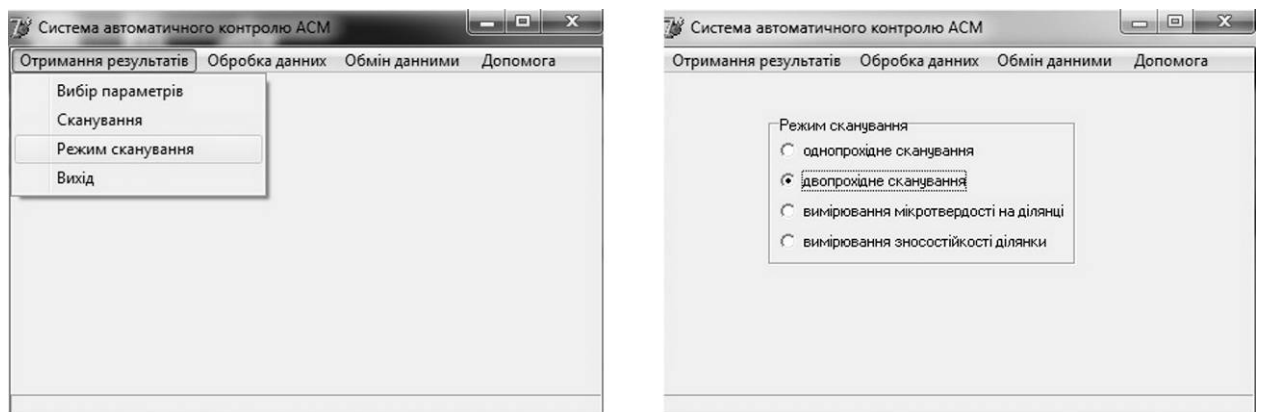 Система автоматичного контролю АСМ
Отримання результатів Обробка данних Обмін данними Допомога
Вибір параметрів
Сканування
Режим сканування
Вихід
Система автоматичного контролю АСМ
Отримання результатів Обробка данних Обмін данними Допомога
Режим сканування
однопрохідне сканування
двопрохідне сканування
вимірювання мікротвердості на ділянці
вимірювання зносостійкості ділянки